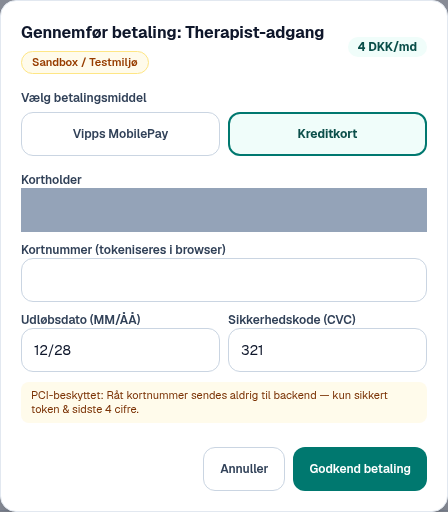 Gennemfør betaling: Therapist-adgang
4 DKK/md
Sandbox / Testmiljø
Vælg betalingsmiddel
Vipps MobilePay
Kreditkort
Kortholder
Kortnummer (tokeniseres i browser)
Udløbsdato (MM/ÅÅ)
Sikkerhedskode (CVC)
12/28
321
PCI-beskyttet: Råt kortnummer sendes aldrig til backend — kun sikkert
token & sidste 4 cifre.
Annuller
Godkend betaling